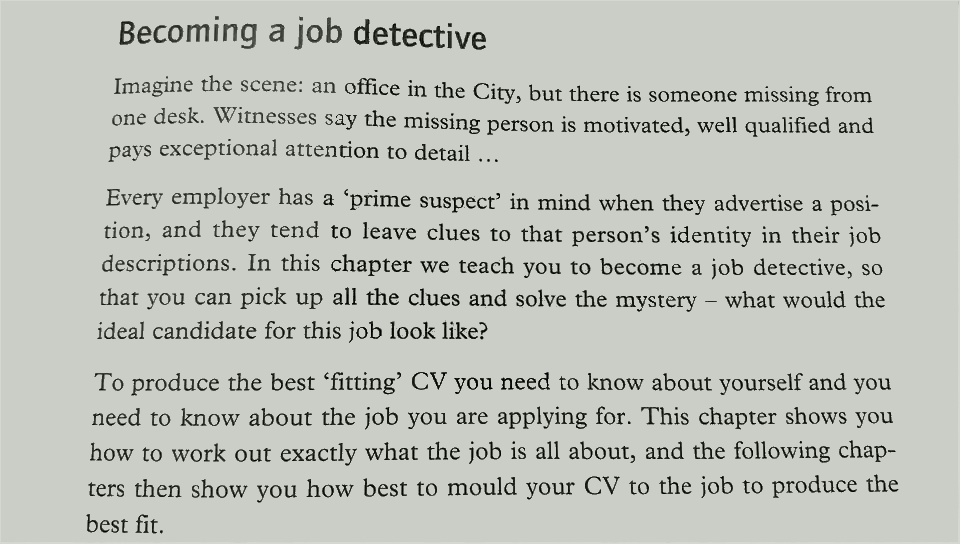 Becoming a job detective
Imagine the scene: an office in the City, but there is someone missing from
one desk. Witnesses say the missing person is motivated, well qualified and
pays exceptional attention to detail …
Every employer has a ‘prime suspect’ in mind when they advertise a posi-
tion, and they tend to leave clues to that person’s identity in their job
descriptions. In this chapter we teach you to become a job detective, so
that you can pick up all the clues and solve the mystery – what would the
ideal candidate for this job look like?
To produce the best ‘fitting’ CV you need to know about yourself and you
need to know about the job you are applying for. This chapter shows you
how to work out exactly what the job is all about, and the following chap-
ters then show you how best to mould your CV to the job to produce the
best fit.